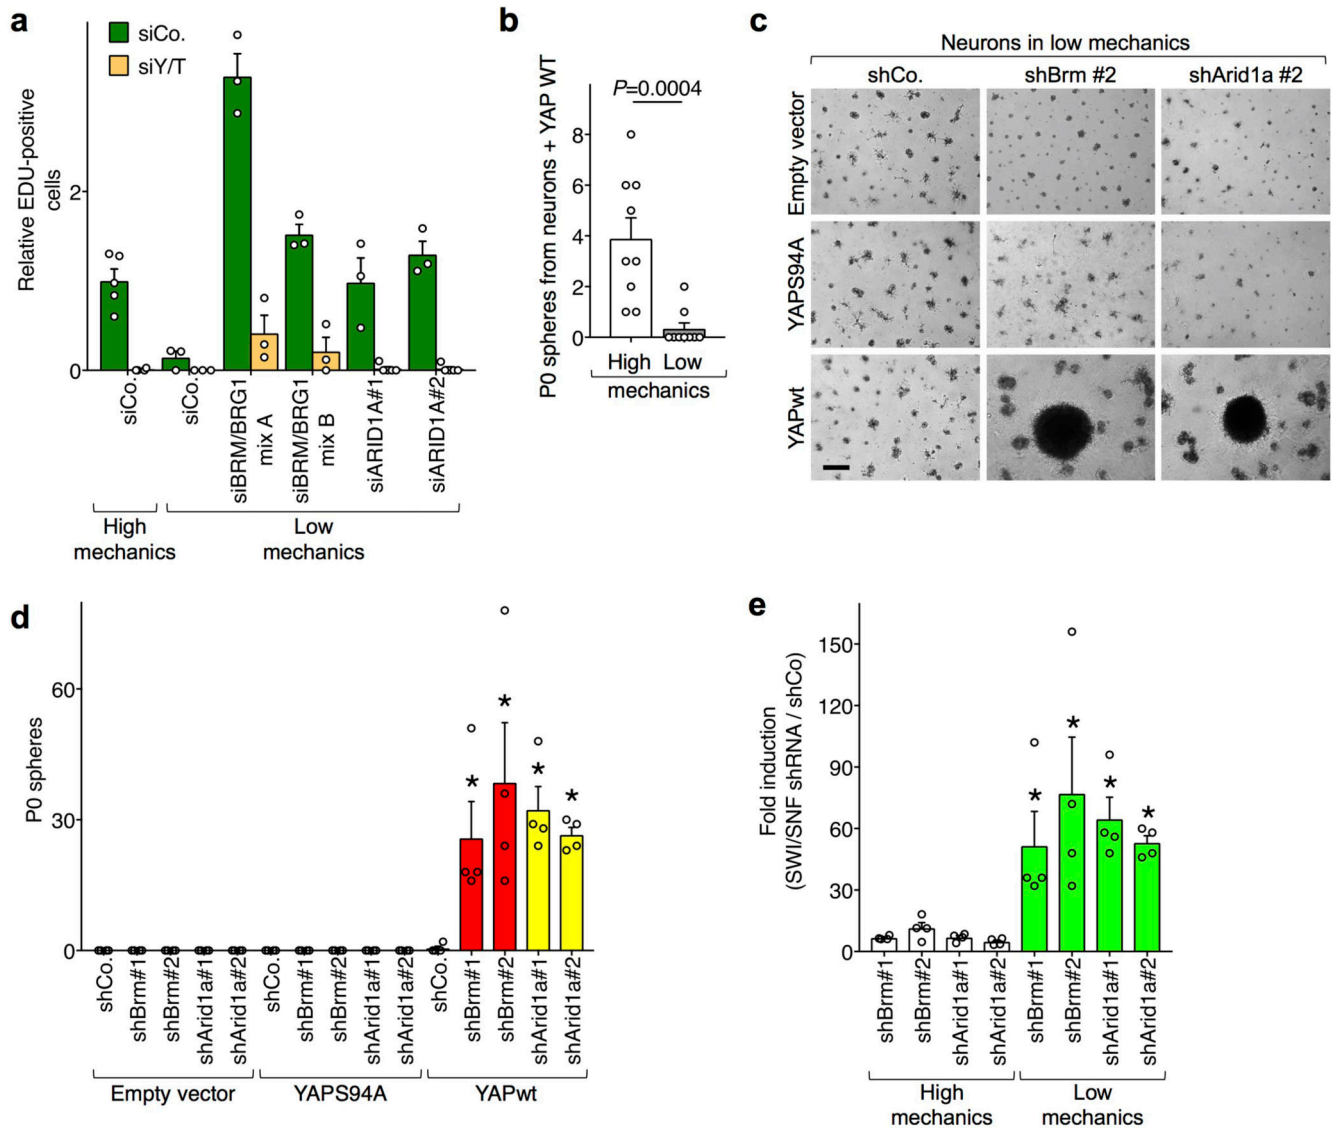 a
siCo.
siY/T
Relative EDU-positive
cells
2
0
siCo.
siCo.
siBRM/BRG1
mix A
siBRM/BRG1
mix B
siARID1A#1
siARID1A#2
High
mechanics
Low
mechanics
b
P0 spheres from neurons + YAP WT
P=0.0004
8
6
4
2
0
High
Low
mechanics
c
Neurons in low mechanics
shCo.
shBrm #2
shArid1a #2
Empty vector
YAPS94A
YAPwt
d
P0 spheres
60
30
0
shCo.
shBrm#1
shBrm#2
shArid1a#1
shArid1a#2
shCo.
shBrm#1
shBrm#2
shArid1a#1
shArid1a#2
shCo.
shBrm#1
shBrm#2
shArid1a#1
shArid1a#2
*
*
*
*
Empty vector
YAPS94A
YAPwt
e
Fold induction
(SWI/SNF shRNA / shCo)
150
120
90
60
30
0
*
*
*
*
shBrm#1
shBrm#2
shArid1a#1
shArid1a#2
shBrm#1
shBrm#2
shArid1a#1
shArid1a#2
High
mechanics
Low
mechanics